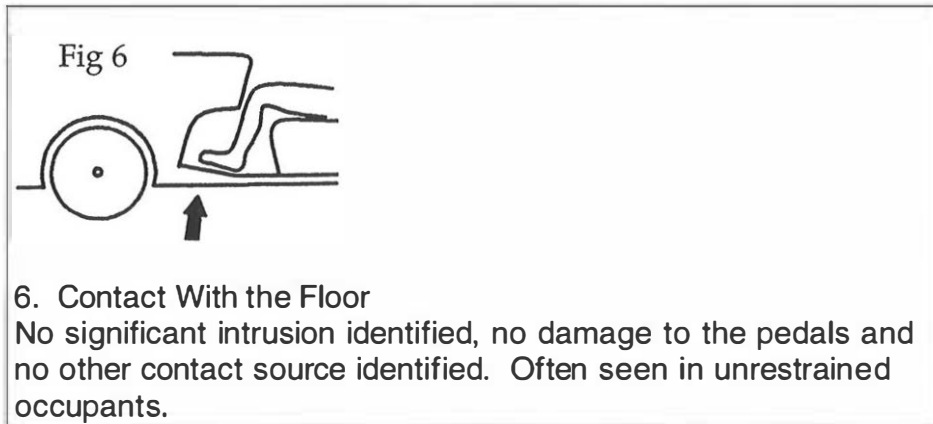 Fig 6
6. Contact With the Floor
No significant intrusion identified, no damage to the pedals and
no other contact source identified. Often seen in unrestrained
occupants.